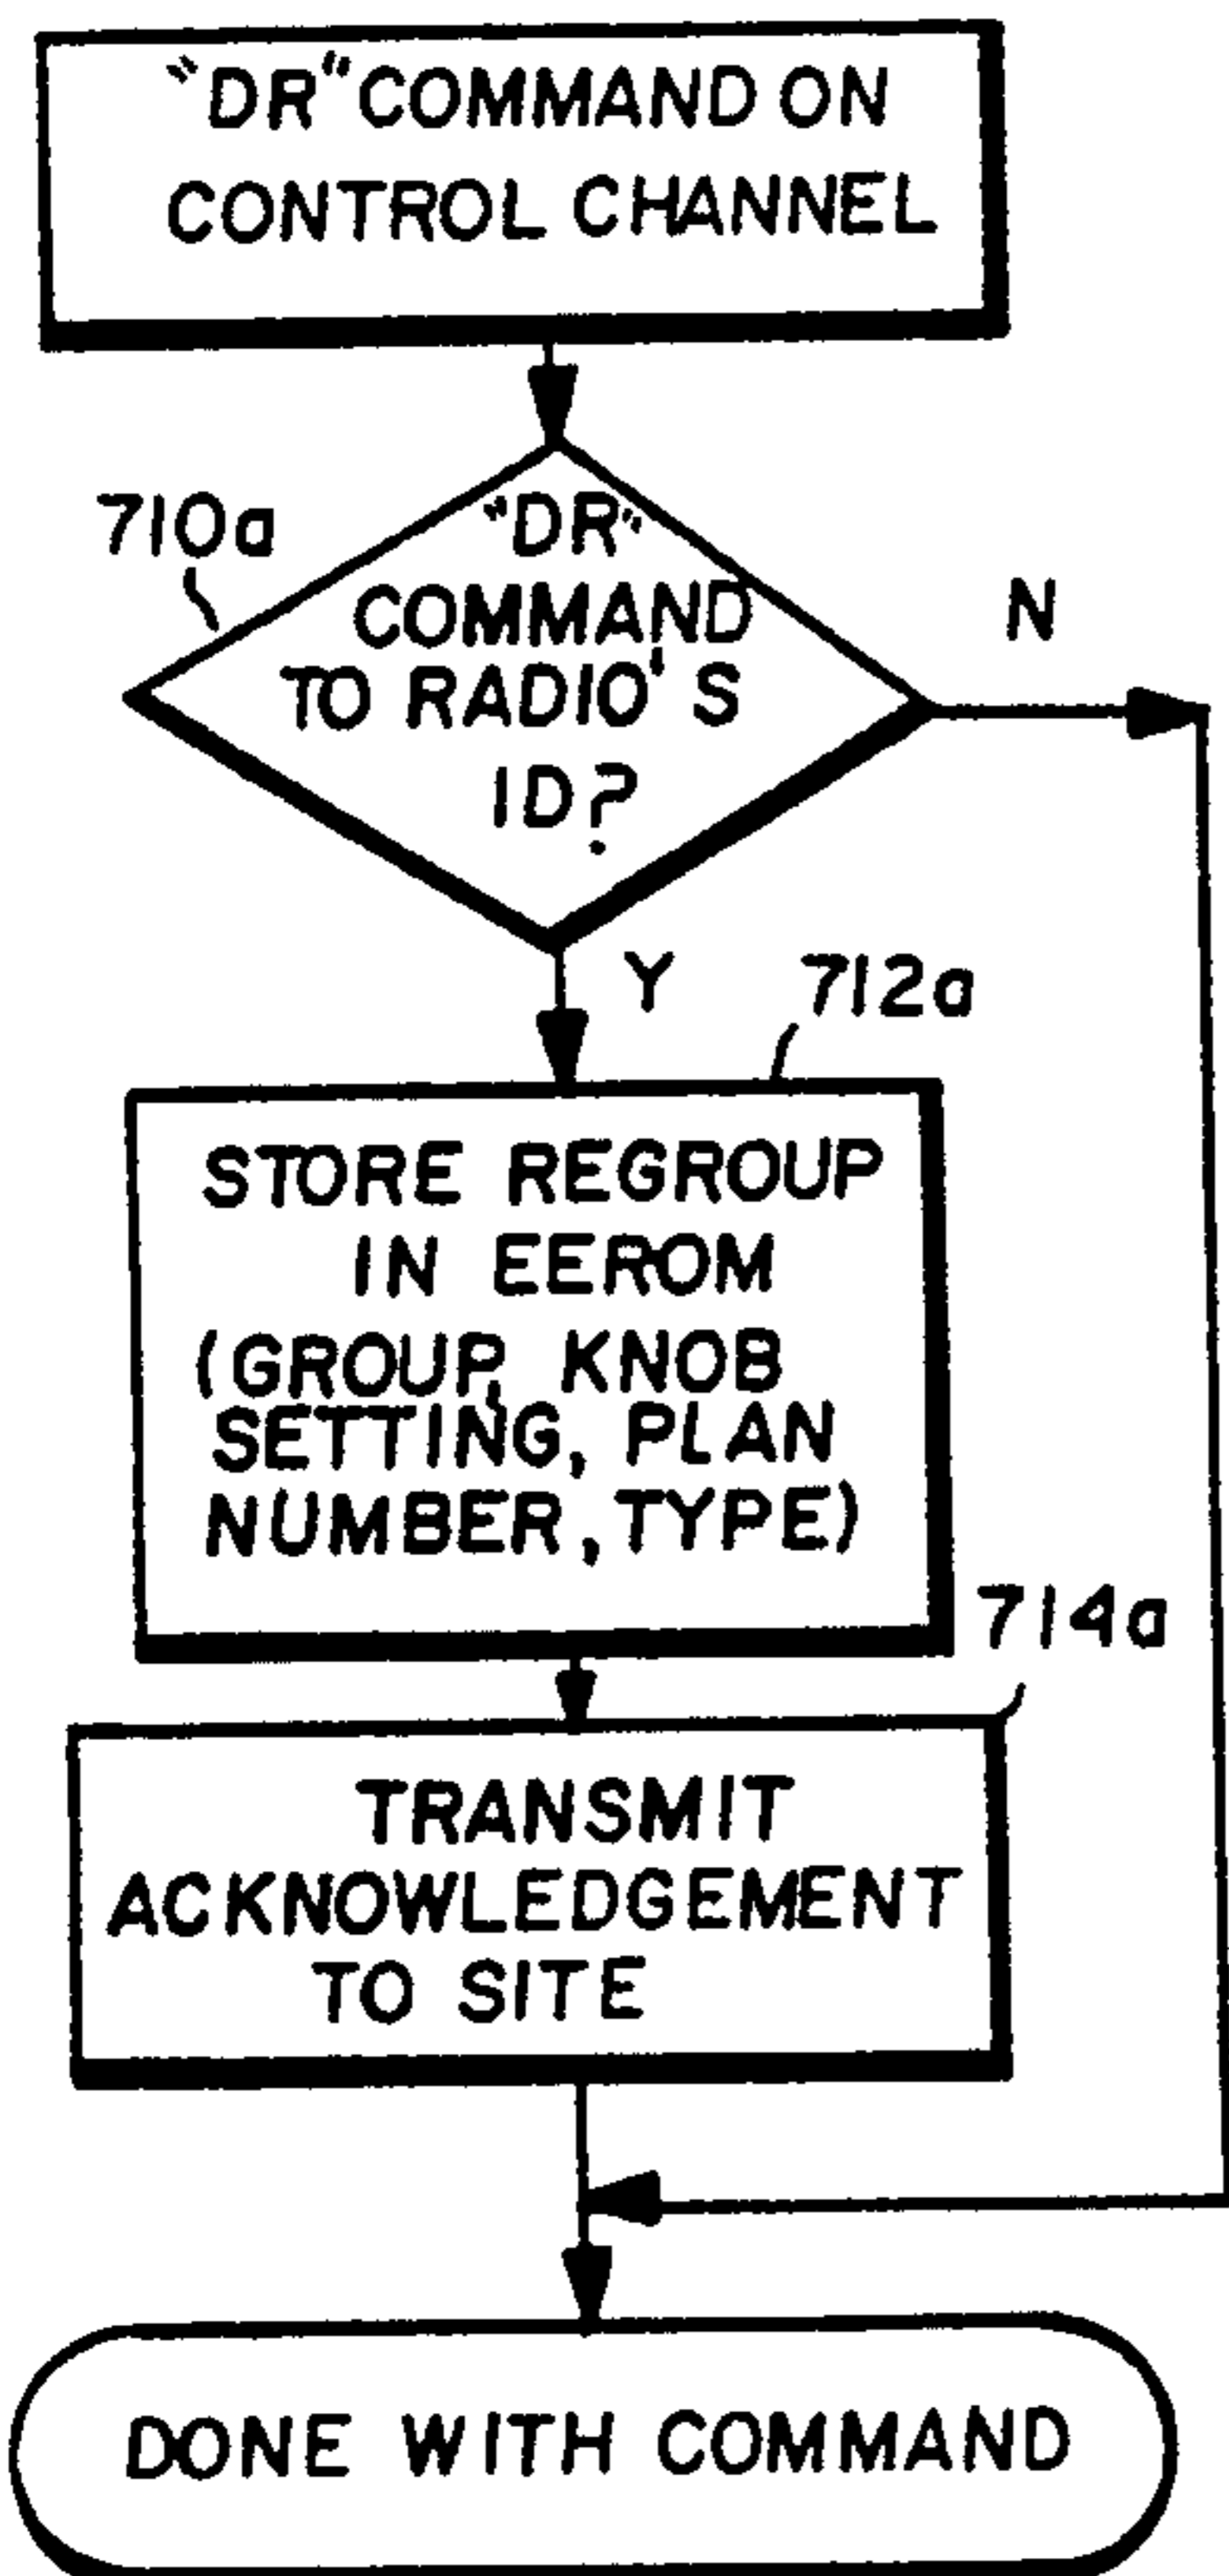 "DR" COMMAND ON
CONTROL CHANNEL
710a
"DR"
COMMAND
TO RADIO'S
ID?
N
Y
712a
STORE REGROUP
IN EEROM
(GROUP, KNOB
SETTING, PLAN
NUMBER, TYPE)
714a
TRANSMIT
ACKNOWLEDGEMENT
TO SITE
DONE WITH COMMAND